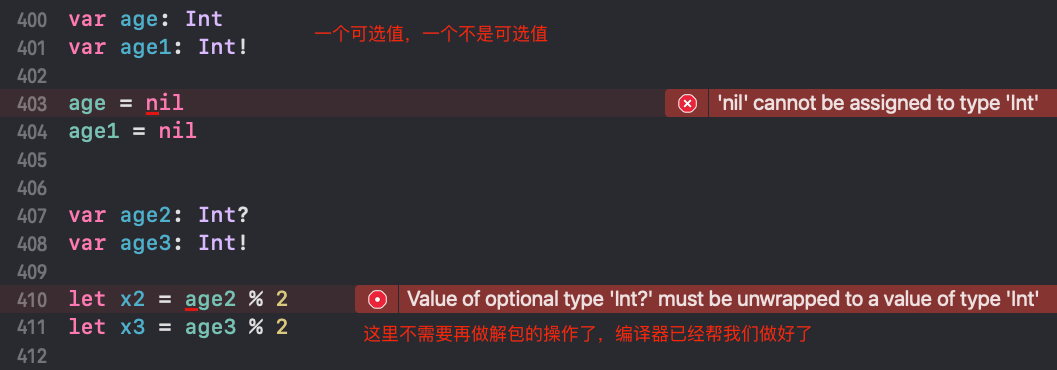 400 var age: Int
一个可选值，一个不是可选值
401 var age1: Int!
402
403 age = nil 'nil' cannot be assigned to type 'Int'
404 age1 = nil
405
406
407 var age2: Int?
408 var age3: Int!
409
410 let x2 = age2 % 2 Value of optional type 'Int?' must be unwrapped to a value of type 'Int'
411 let x3 = age3 % 2 这里不需要再做解包的操作了，编译器已经帮我们做好了
412